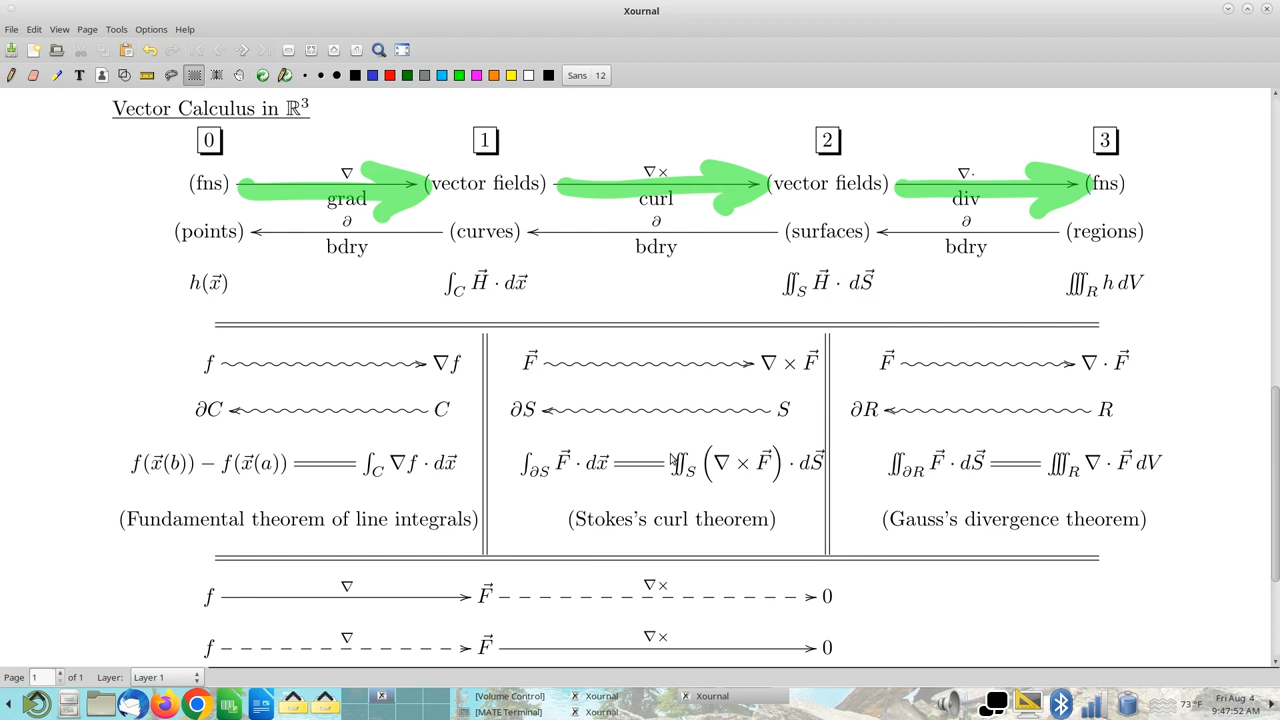 Xournal
File Edit View Page Tools Options Help
Sans 12
Vector Calculus in ℝ³
0 1 2 3
∇ ∇× ∇·
(fns) (vector fields) (vector fields) (fns)
grad curl div
∂ ∂ ∂
(points) (curves) (surfaces) (regions)
bdry bdry bdry
h(x⃗) ∫_C H⃗ · dx⃗ ∬_S H⃗ · dS⃗ ∭_R h dV
f ∇f F⃗ ∇ × F⃗ F⃗ ∇ · F⃗
∂C C ∂S S ∂R R
f(x⃗(b)) − f(x⃗(a)) = ∫_C ∇f · dx⃗ ∫_∂S F⃗ · dx⃗ = ∬_S (∇ × F⃗) · dS⃗ ∬_∂R F⃗ · dS⃗ = ∭_R ∇ · F⃗ dV
(Fundamental theorem of line integrals) (Stokes's curl theorem) (Gauss's divergence theorem)
∇ ∇×
f F⃗ 0
∇ ∇×
f F⃗ 0
Page 1 of 1 Layer: Layer 1
[Volume Control] Xournal Xournal
[MATE Terminal] Xournal
73°F
Fri Aug 4
9:47:52 AM